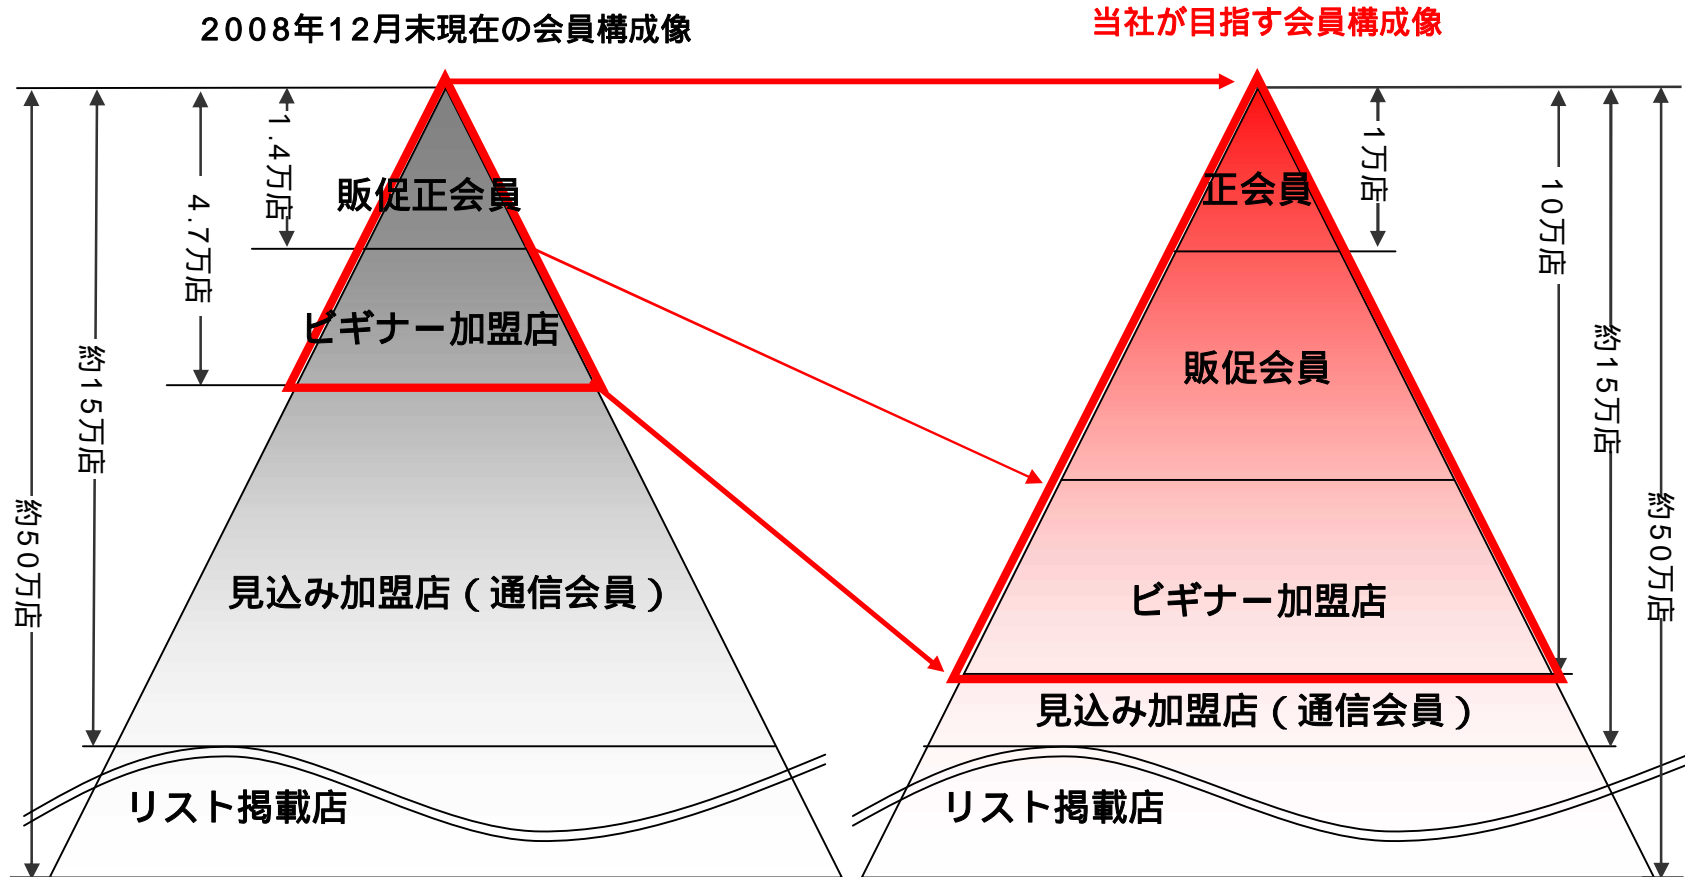 2008年12月末現在の会員構成像
当社が目指す会員構成像
販促正会員
ビギナー加盟店
見込み加盟店（通信会員）
リスト掲載店
1.4万店
4.7万店
約15万店
約50万店
正会員
販促会員
ビギナー加盟店
見込み加盟店（通信会員）
リスト掲載店
1万店
10万店
約15万店
約50万店